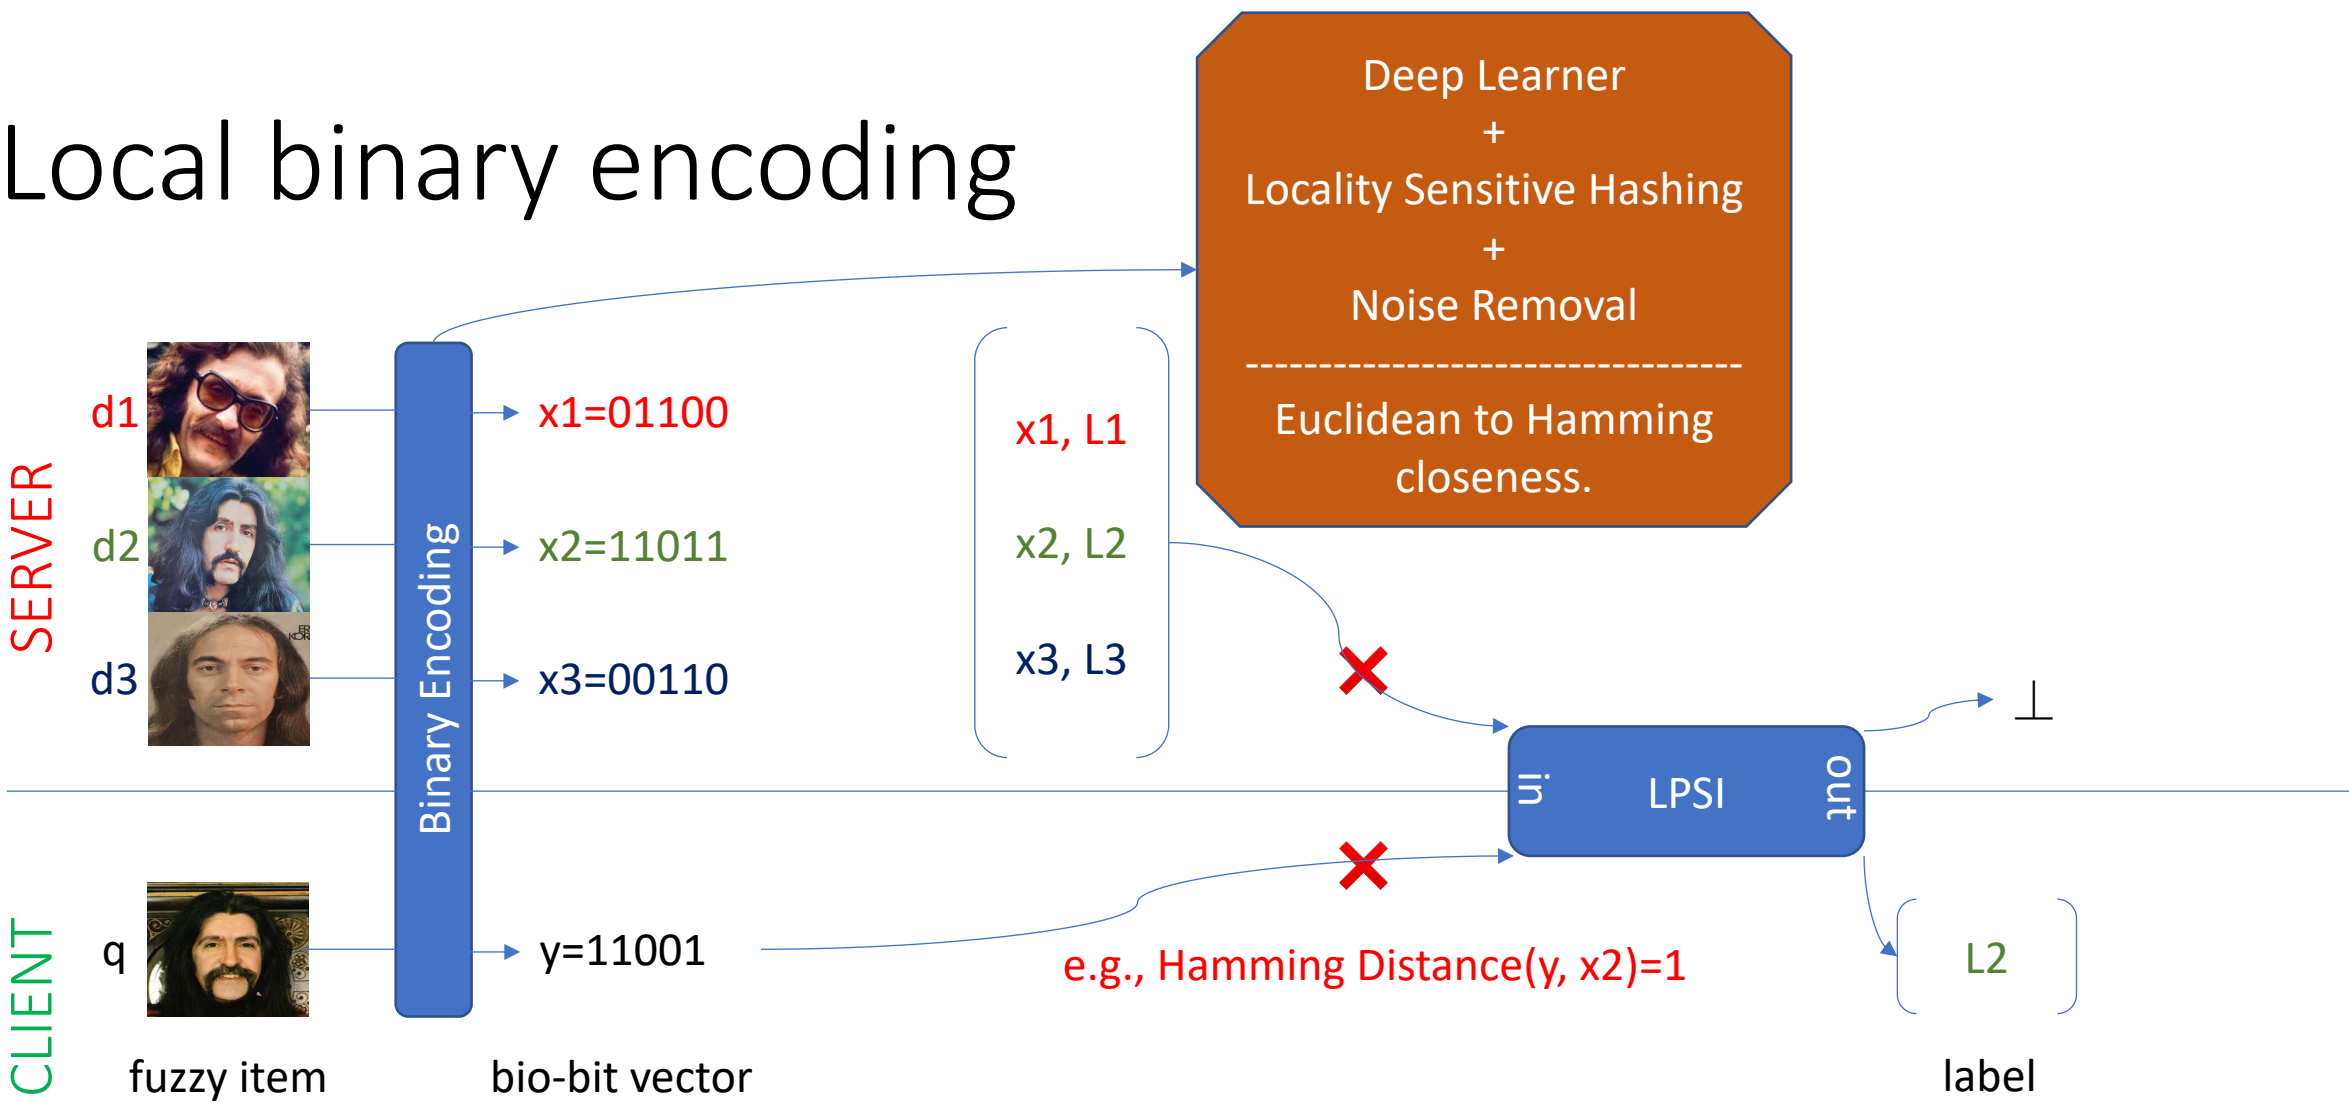 Local binary encoding
Deep Learner
+
Locality Sensitive Hashing
+
Noise Removal
----------------------------------
Euclidean to Hamming
closeness.
SERVER
d1
x1=01100
x1, L1
d2
x2=11011
x2, L2
d3
ER
KOR
x3=00110
x3, L3
Binary Encoding
in
LPSI
out
⊥
CLIENT
q
y=11001
e.g., Hamming Distance(y, x2)=1
L2
fuzzy item
bio-bit vector
label